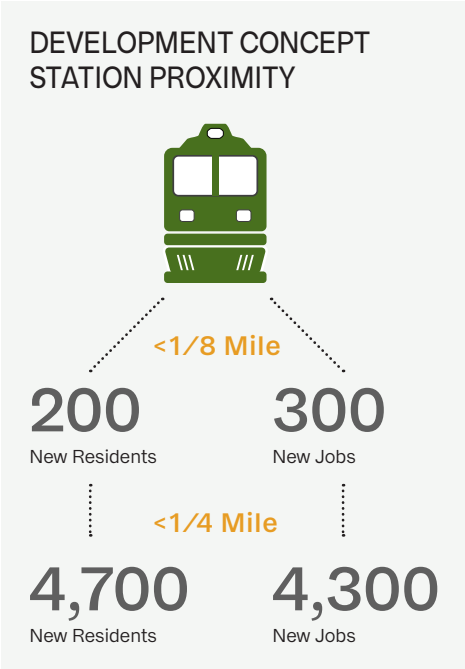 DEVELOPMENT CONCEPT
STATION PROXIMITY
<1/8 Mile
200
New Residents
300
New Jobs
<1/4 Mile
4,700
New Residents
4,300
New Jobs